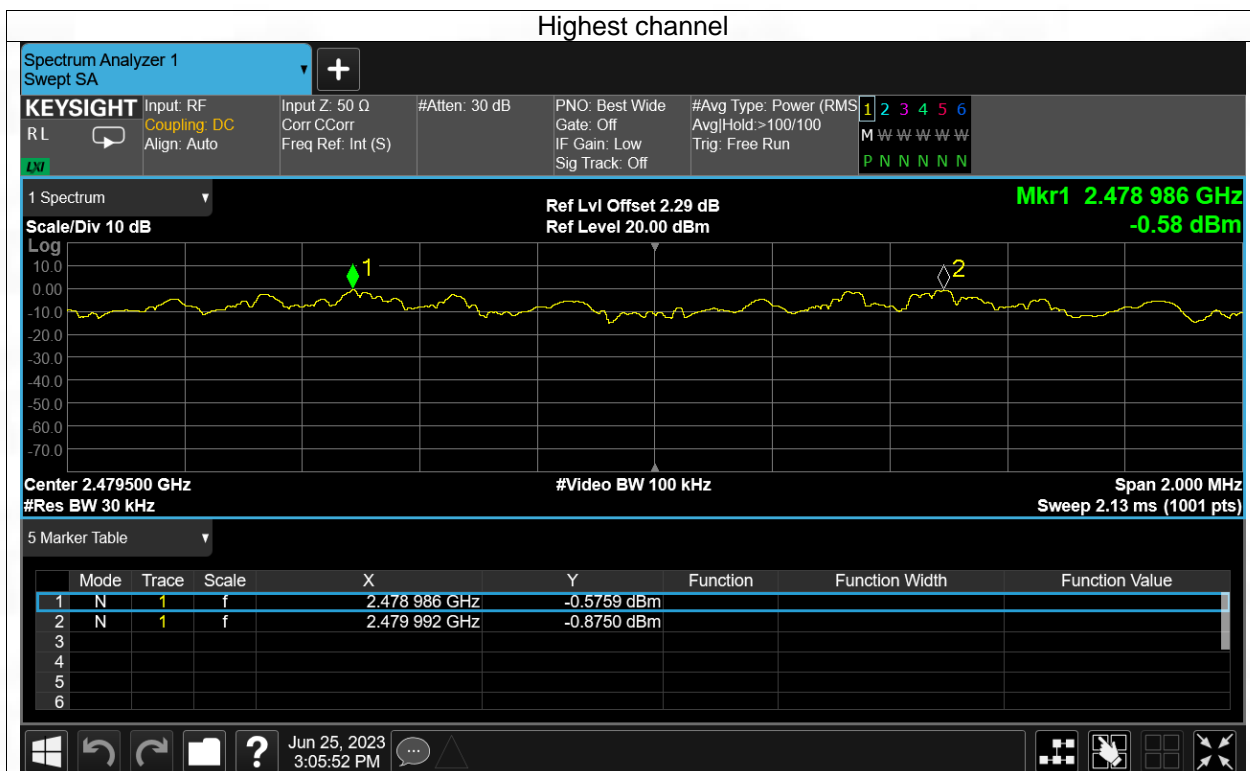 Highest channel
Spectrum Analyzer 1
Swept SA
+
KEYSIGHT Input: RF Input Z: 50 Ω #Atten: 30 dB PNO: Best Wide #Avg Type: Power (RMS 1 2 3 4 5 6
RL Coupling: DC Corr CCorr Gate: Off Avg|Hold:>100/100 M W W W W W
Align: Auto Freq Ref: Int (S) IF Gain: Low Trig: Free Run
LXI Sig Track: Off P N N N N N
1 Spectrum Ref Lvl Offset 2.29 dB Mkr1 2.478 986 GHz
Scale/Div 10 dB Ref Level 20.00 dBm -0.58 dBm
Log
10.0 1 2
0.00
-10.0
-20.0
-30.0
-40.0
-50.0
-60.0
-70.0
Center 2.479500 GHz #Video BW 100 kHz Span 2.000 MHz
#Res BW 30 kHz Sweep 2.13 ms (1001 pts)
5 Marker Table
Mode Trace Scale X Y Function Function Width Function Value
1 N 1 f 2.478 986 GHz -0.5759 dBm
2 N 1 f 2.479 992 GHz -0.8750 dBm
3
4
5
6
? Jun 25, 2023
3:05:52 PM